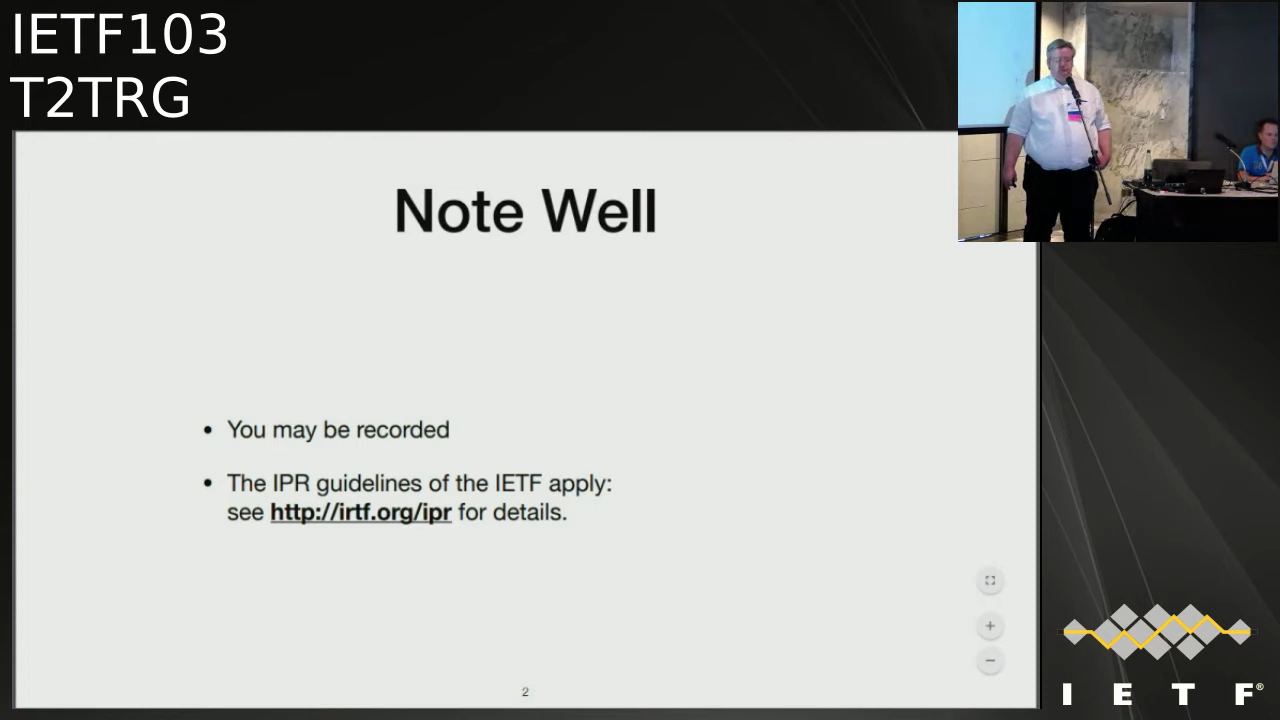 IETF103
T2TRG
Note Well
• You may be recorded
• The IPR guidelines of the IETF apply:
see http://irtf.org/ipr for details.
2
I E T F®